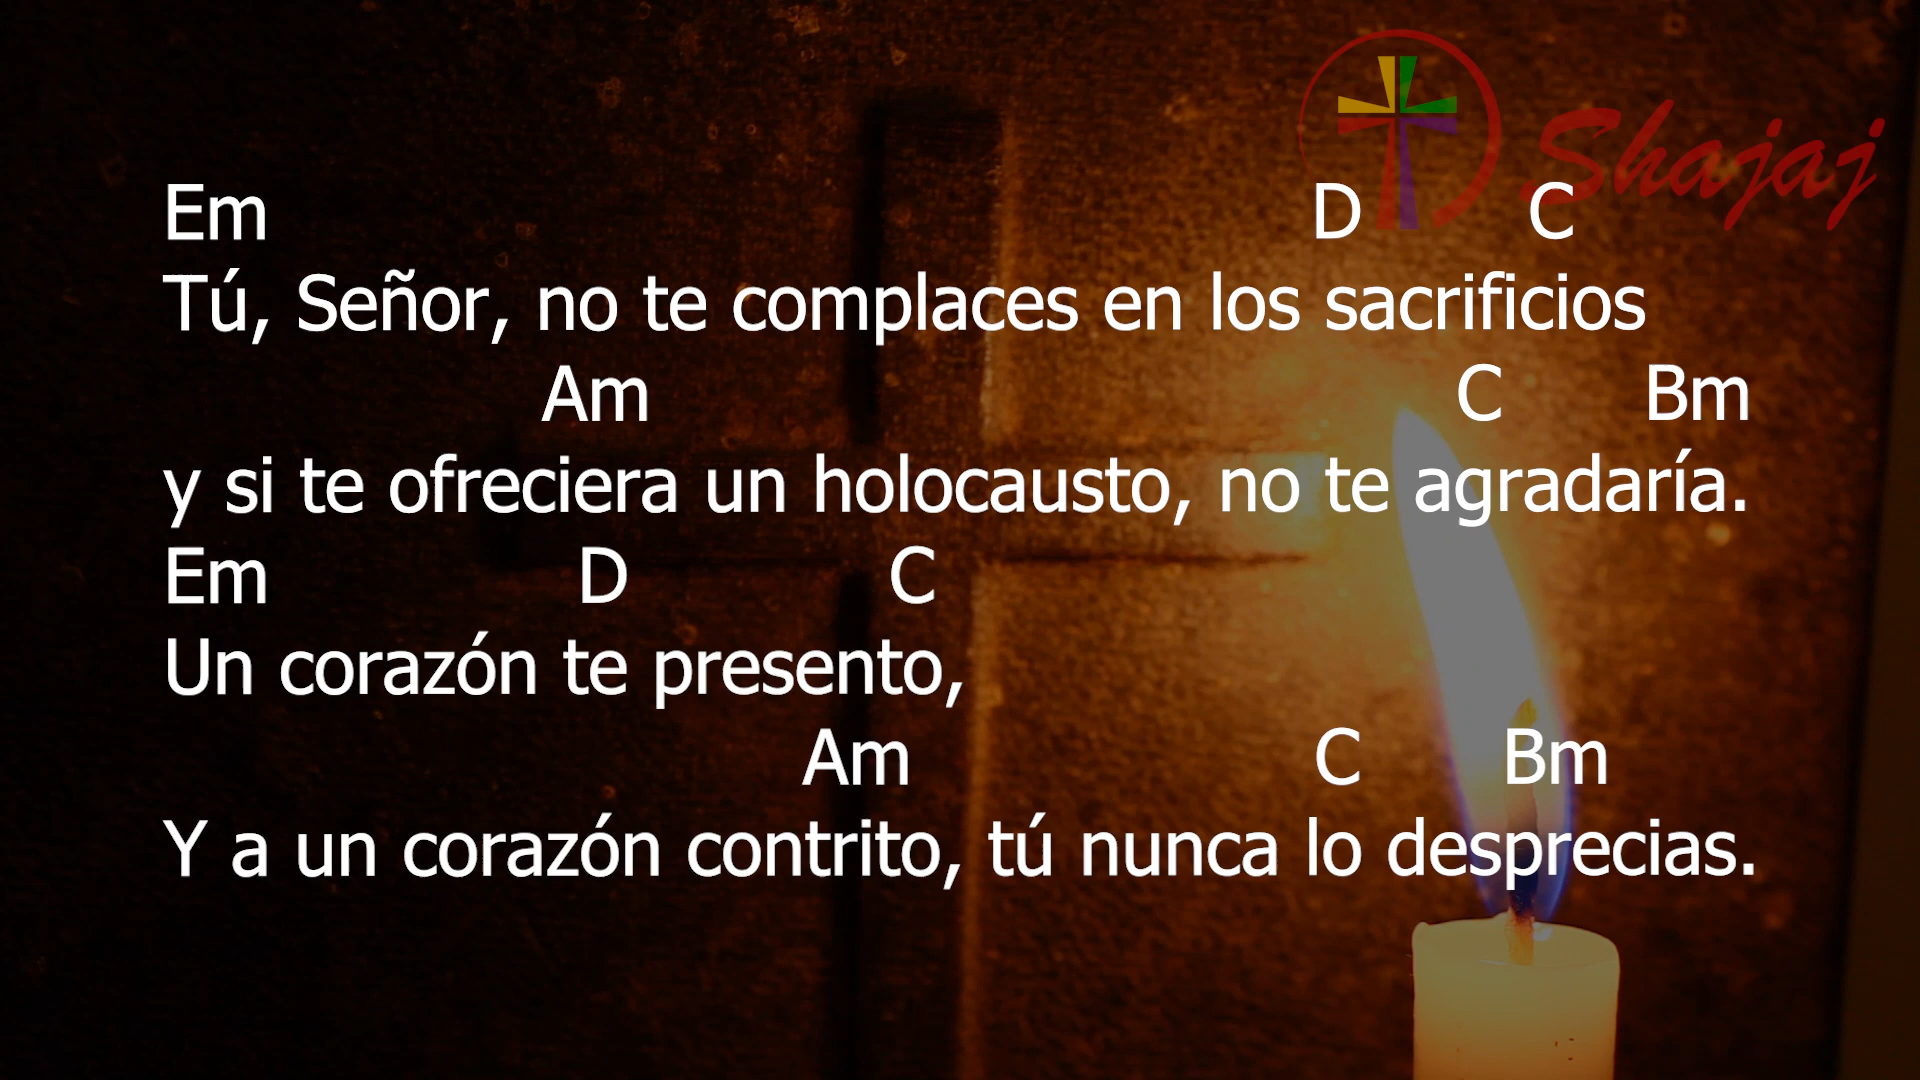 Shajaj
Em D C
Tú, Señor, no te complaces en los sacrificios
Am C Bm
y si te ofreciera un holocausto, no te agradaría.
Em D C
Un corazón te presento,
Am C Bm
Y a un corazón contrito, tú nunca lo desprecias.